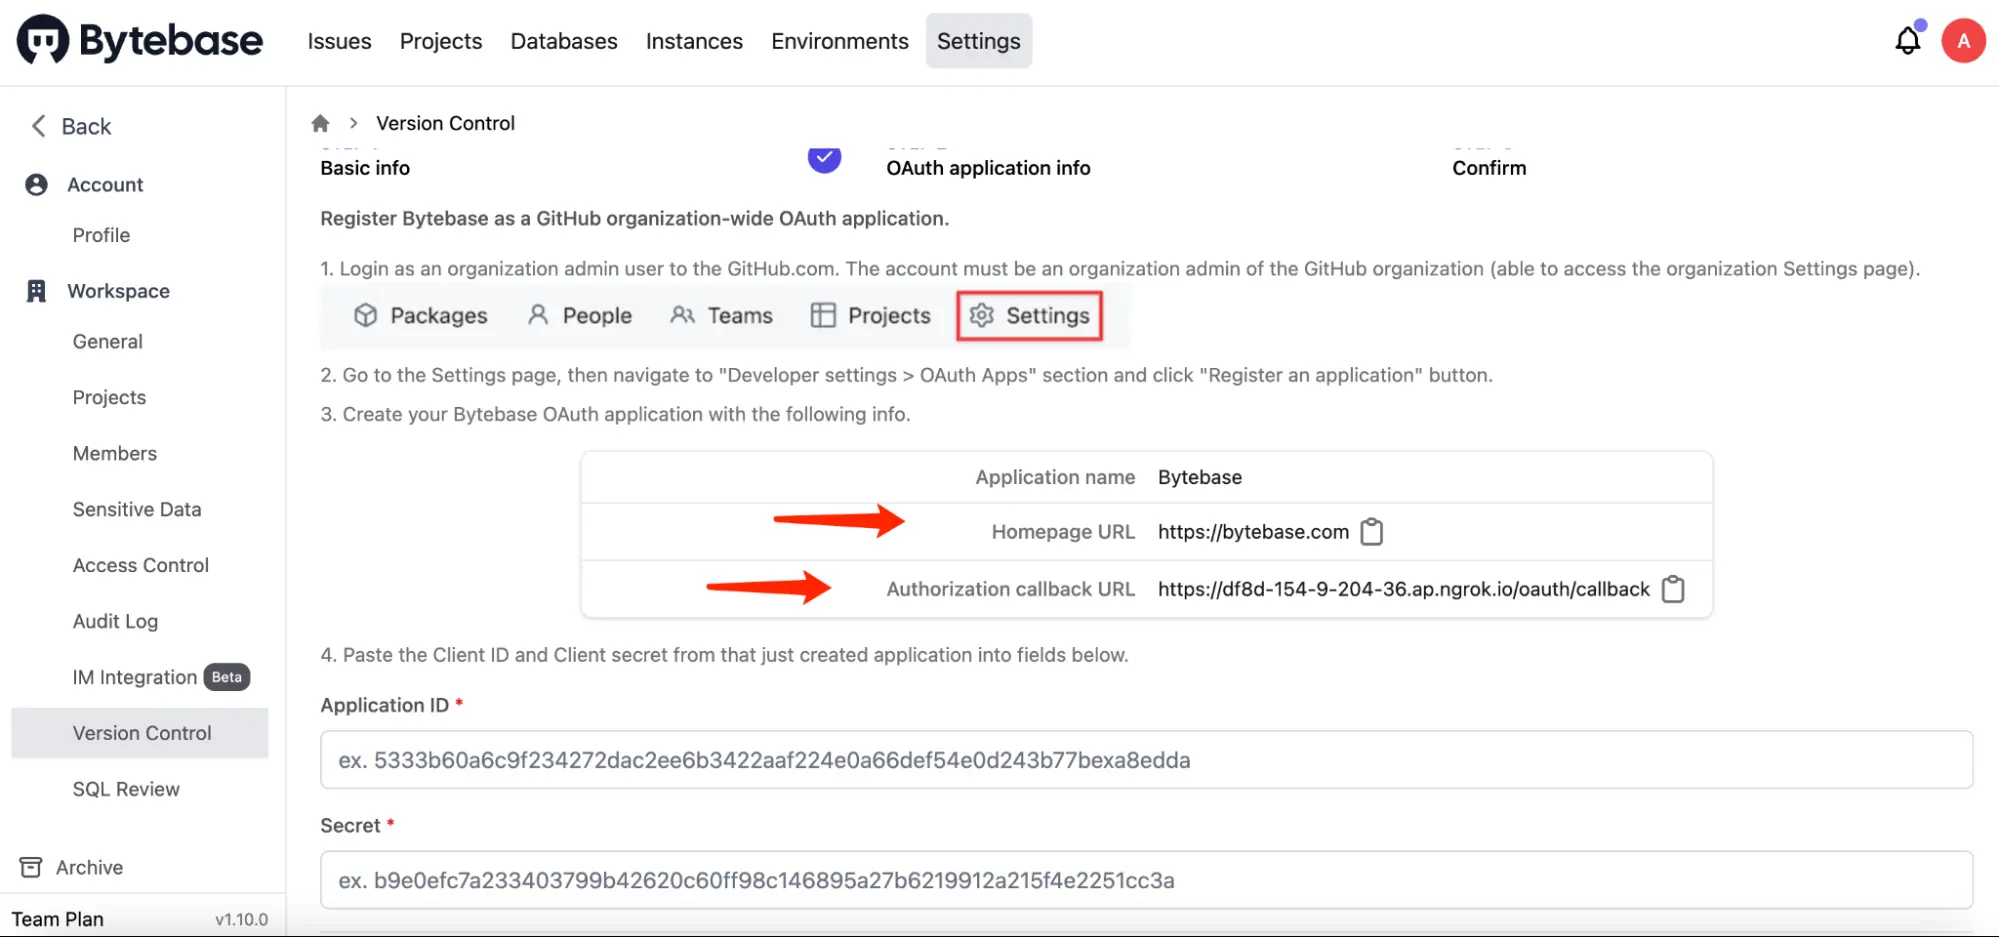 Bytebase
Issues
Projects
Databases
Instances
Environments
Settings
A
Back
Account
Profile
Workspace
General
Projects
Members
Sensitive Data
Access Control
Audit Log
IM Integration Beta
Version Control
SQL Review
Archive
Team Plan
v1.10.0
Version Control
Basic info
OAuth application info
Confirm
Register Bytebase as a GitHub organization-wide OAuth application.
1. Login as an organization admin user to the GitHub.com. The account must be an organization admin of the GitHub organization (able to access the organization Settings page).
Packages
People
Teams
Projects
Settings
2. Go to the Settings page, then navigate to "Developer settings > OAuth Apps" section and click "Register an application" button.
3. Create your Bytebase OAuth application with the following info.
Application name Bytebase
Homepage URL https://bytebase.com
Authorization callback URL https://df8d-154-9-204-36.ap.ngrok.io/oauth/callback
4. Paste the Client ID and Client secret from that just created application into fields below.
Application ID *
ex. 5333b60a6c9f234272dac2ee6b3422aaf224e0a66def54e0d243b77bexa8edda
Secret *
ex. b9e0efc7a233403799b42620c60ff98c146895a27b6219912a215f4e2251cc3a